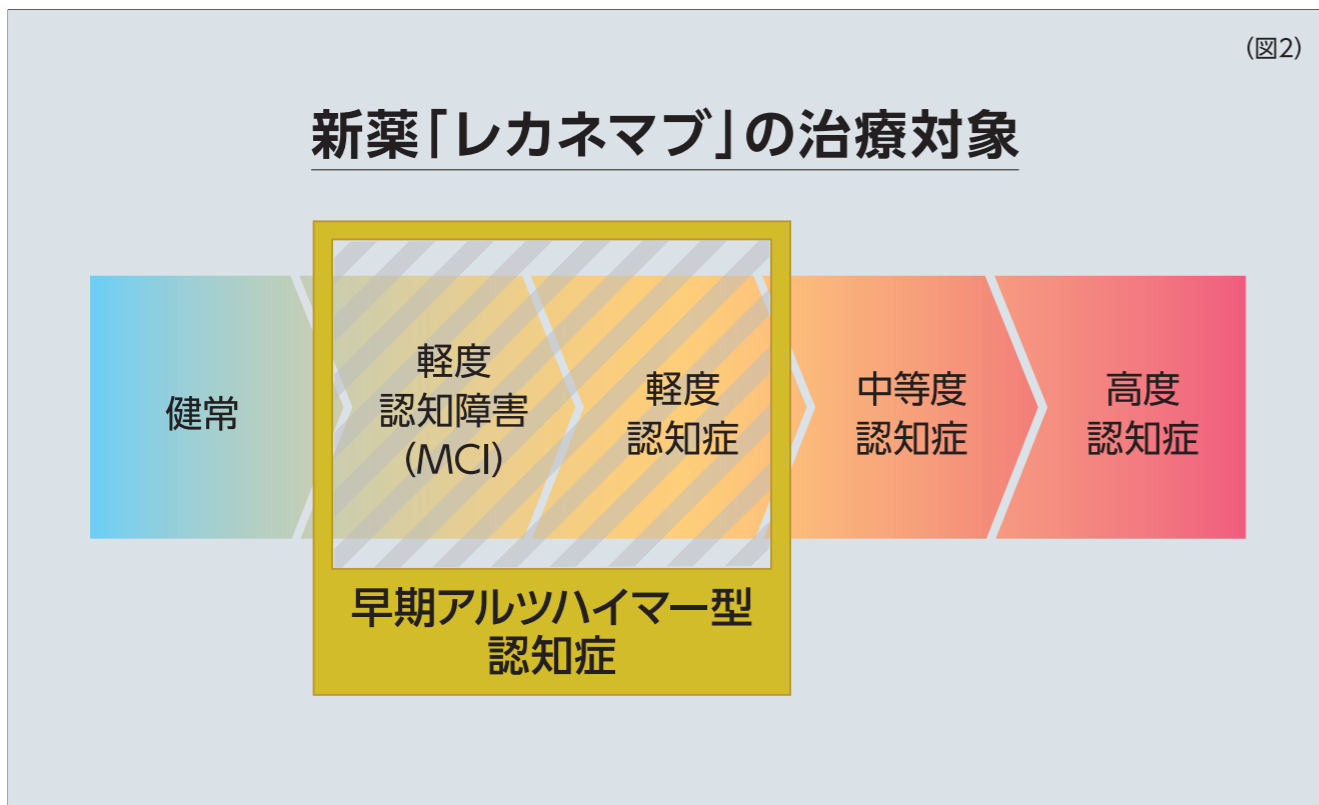 (図2)
新薬「レカネマブ」の治療対象
健常
軽度
認知障害
(MCI)
軽度
認知症
中等度
認知症
高度
認知症
早期アルツハイマー型
認知症